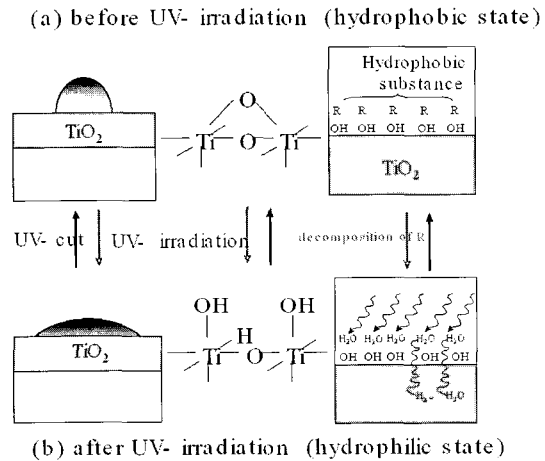 (a) before UV- irradiation (hydrophobic state)
TiO2
O
Ti O Ti
Hydrophobic
substance
R R R R R
OH OH OH OH OH
TiO2
UV- cut UV- irradiation decomposition of R
OH OH
H
Ti O Ti
TiO2
H2O H2O H2O H2O H2O
OH OH OH OH
(b) after UV- irradiation (hydrophilic state)